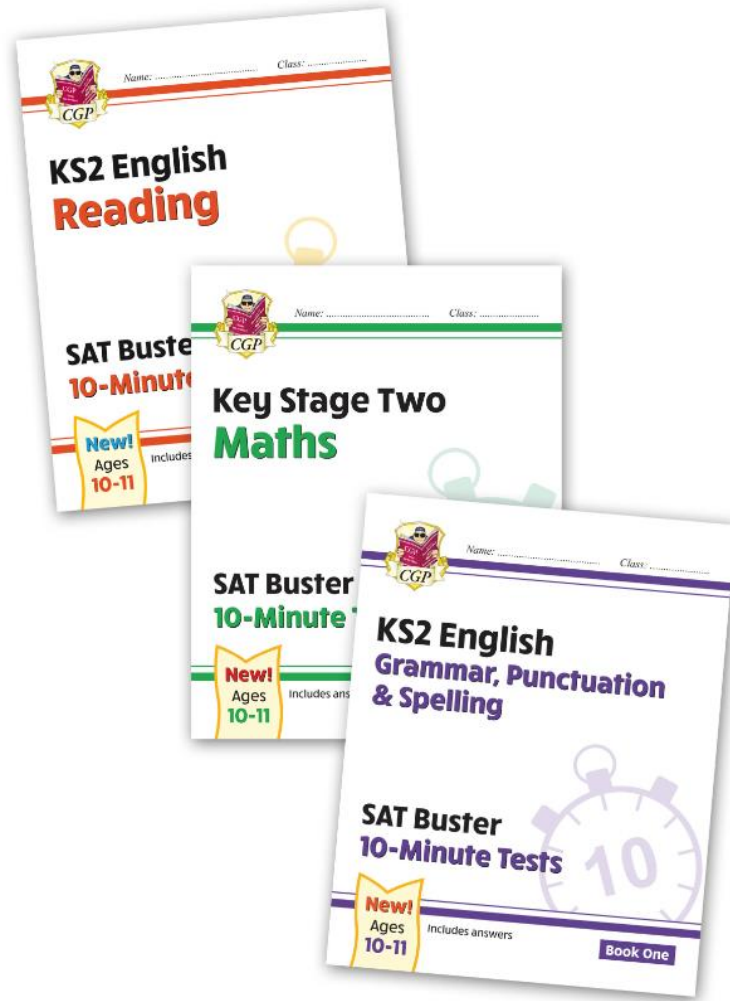 Name: Class:
CGP
KS2 English
Reading
SAT Buste
10-Minute
New!
Ages
10-11
Includes
Name: Class:
CGP
Key Stage Two
Maths
SAT Buster
10-Minute
New!
Ages
10-11
Includes ans
Name: Class:
CGP
KS2 English
Grammar, Punctuation
& Spelling
SAT Buster
10-Minute Tests
10
New!
Ages
10-11
Includes answers
Book One